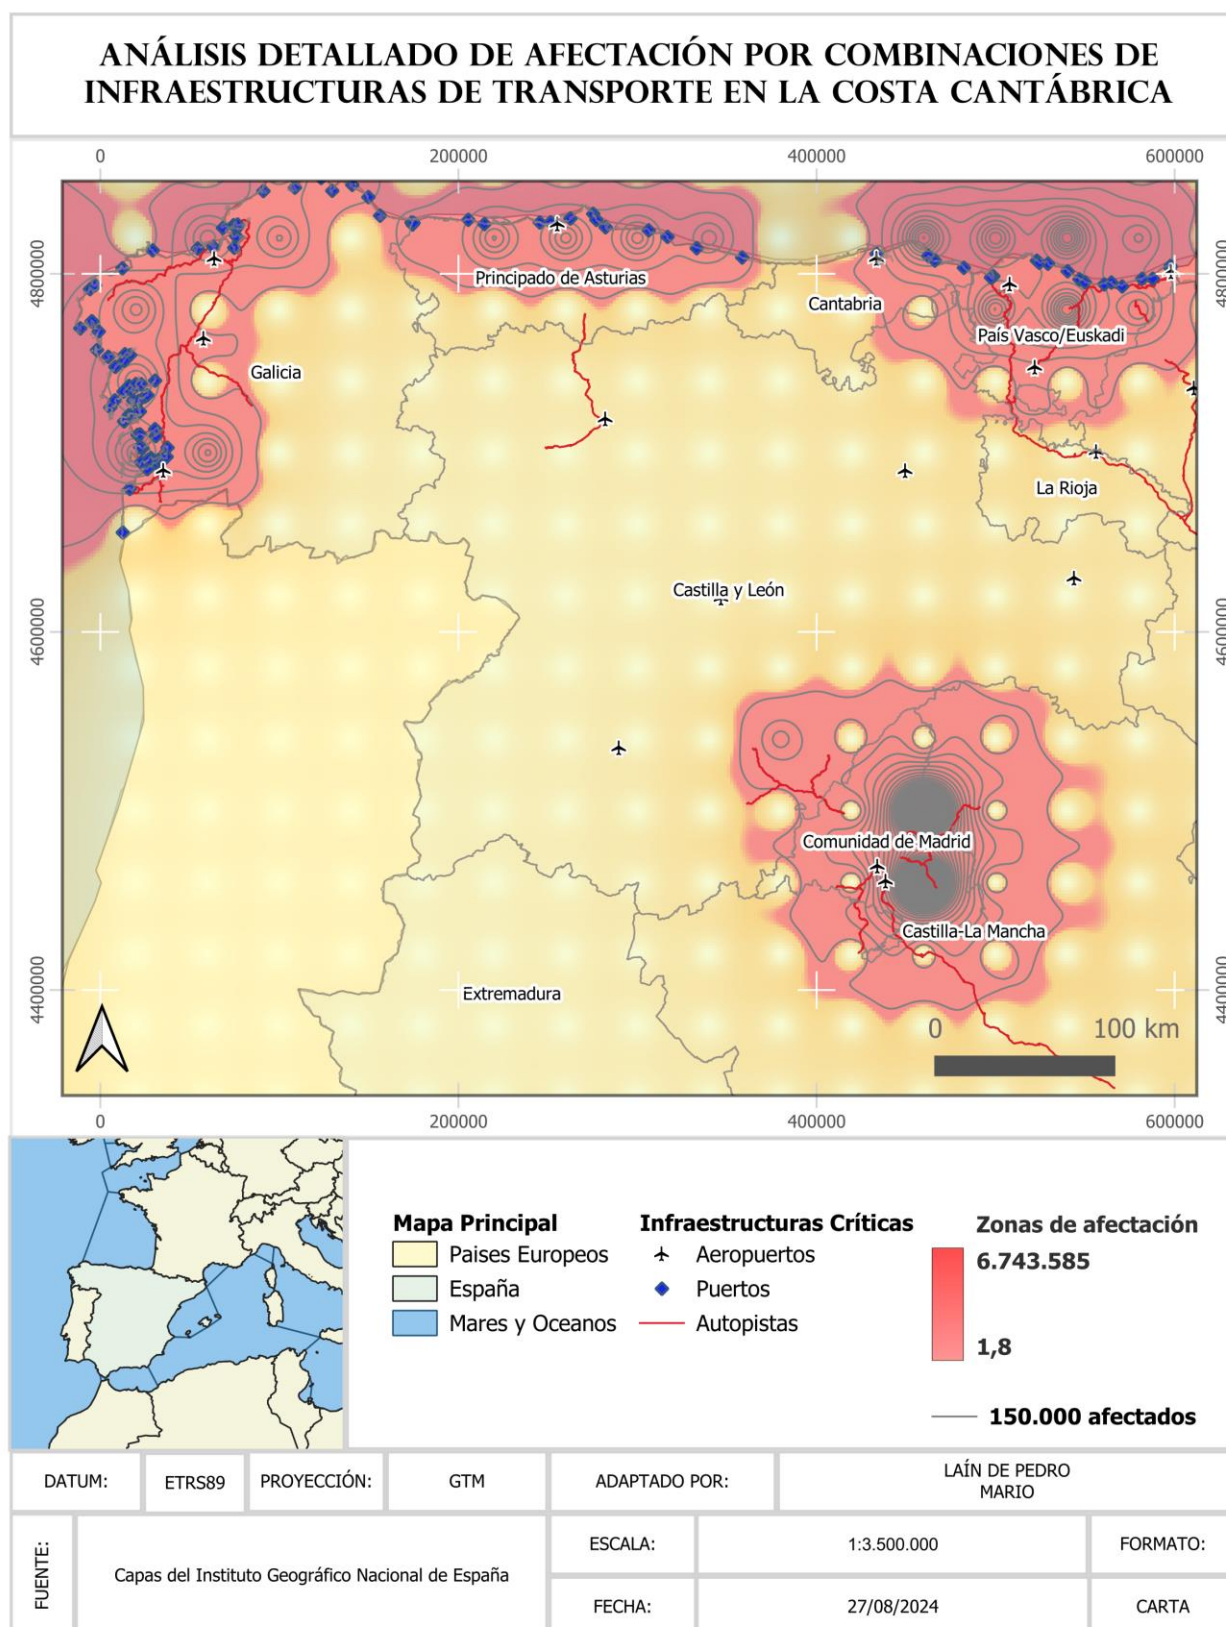 ANÁLISIS DETALLADO DE AFECTACIÓN POR COMBINACIONES DE
INFRAESTRUCTURAS DE TRANSPORTE EN LA COSTA CANTÁBRICA
0 200000 400000 600000
4800000 4800000
Principado de Asturias
Cantabria
País Vasco/Euskadi
Galicia
La Rioja
Castilla y León
4600000 4600000
Comunidad de Madrid
Castilla-La Mancha
Extremadura
4400000 4400000
0 100 km
0 200000 400000 600000
Mapa Principal
Paises Europeos
España
Mares y Oceanos
Infraestructuras Críticas
Aeropuertos
Puertos
Autopistas
Zonas de afectación
6.743.585
1,8
150.000 afectados
DATUM: ETRS89 PROYECCIÓN: GTM ADAPTADO POR: LAÍN DE PEDRO
MARIO
FUENTE: Capas del Instituto Geográfico Nacional de España
ESCALA: 1:3.500.000 FORMATO:
FECHA: 27/08/2024 CARTA